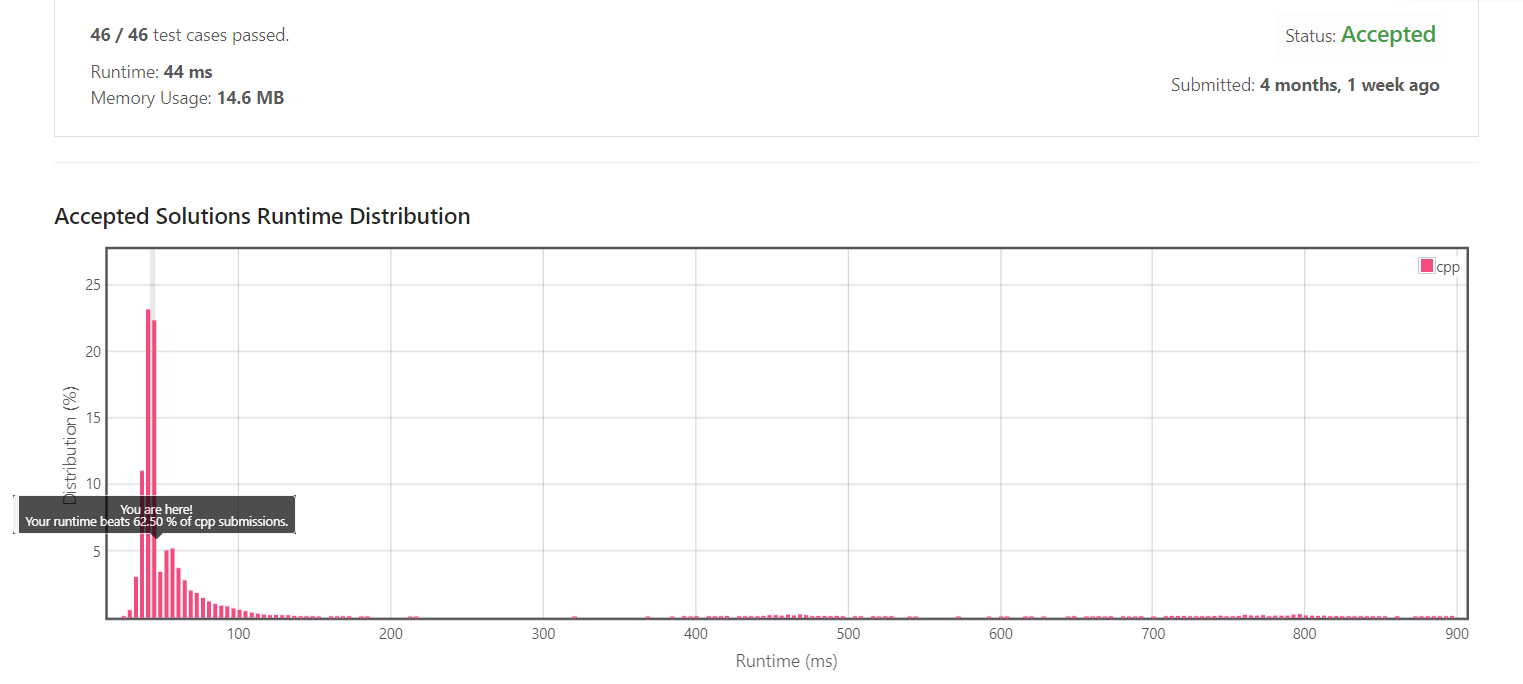 46 / 46 test cases passed.
Status: Accepted
Runtime: 44 ms
Memory Usage: 14.6 MB
Submitted: 4 months, 1 week ago
Accepted Solutions Runtime Distribution
cpp
25
20
15
10
5
Distribution (%)
You are here!
Your runtime beats 62.50 % of cpp submissions.
100 200 300 400 500 600 700 800 900
Runtime (ms)